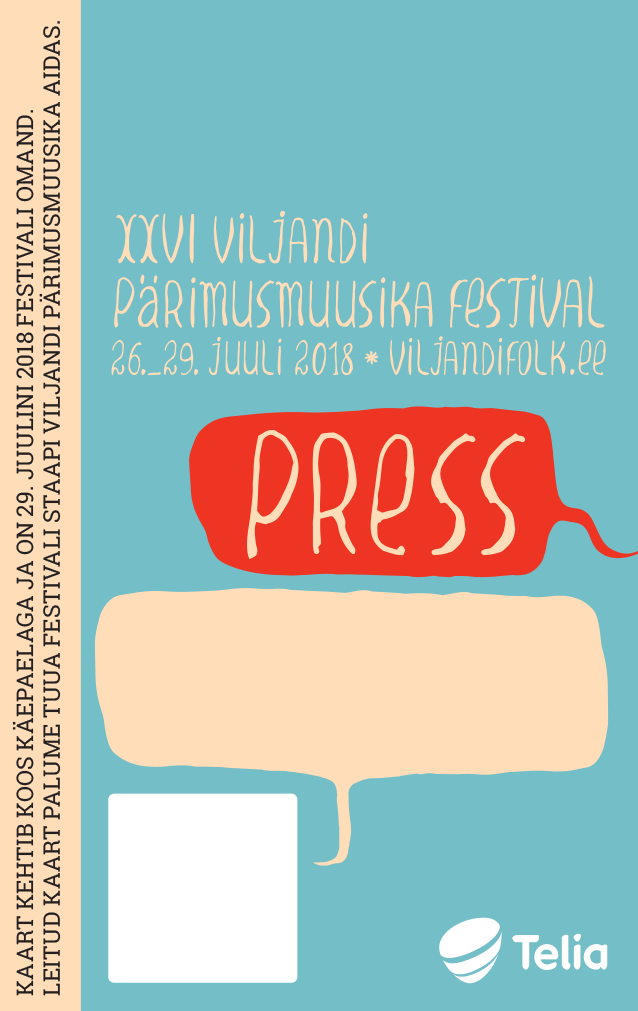 KAART KEHTIB KOOS KÄEPAELAGA JA ON 29. JUULINI 2018 FESTIVALI OMAND.
LEITUD KAART PALUME TUUA FESTIVALI STAAPI VILJANDI PÄRIMUSMUUSIKA AIDAS.
XXVI VILJANDI
PÄRIMUSMUUSIKA FESTIVAL
26._29. JUULI 2018 * VILJANDIFOLK.ee
PRESS
Telia